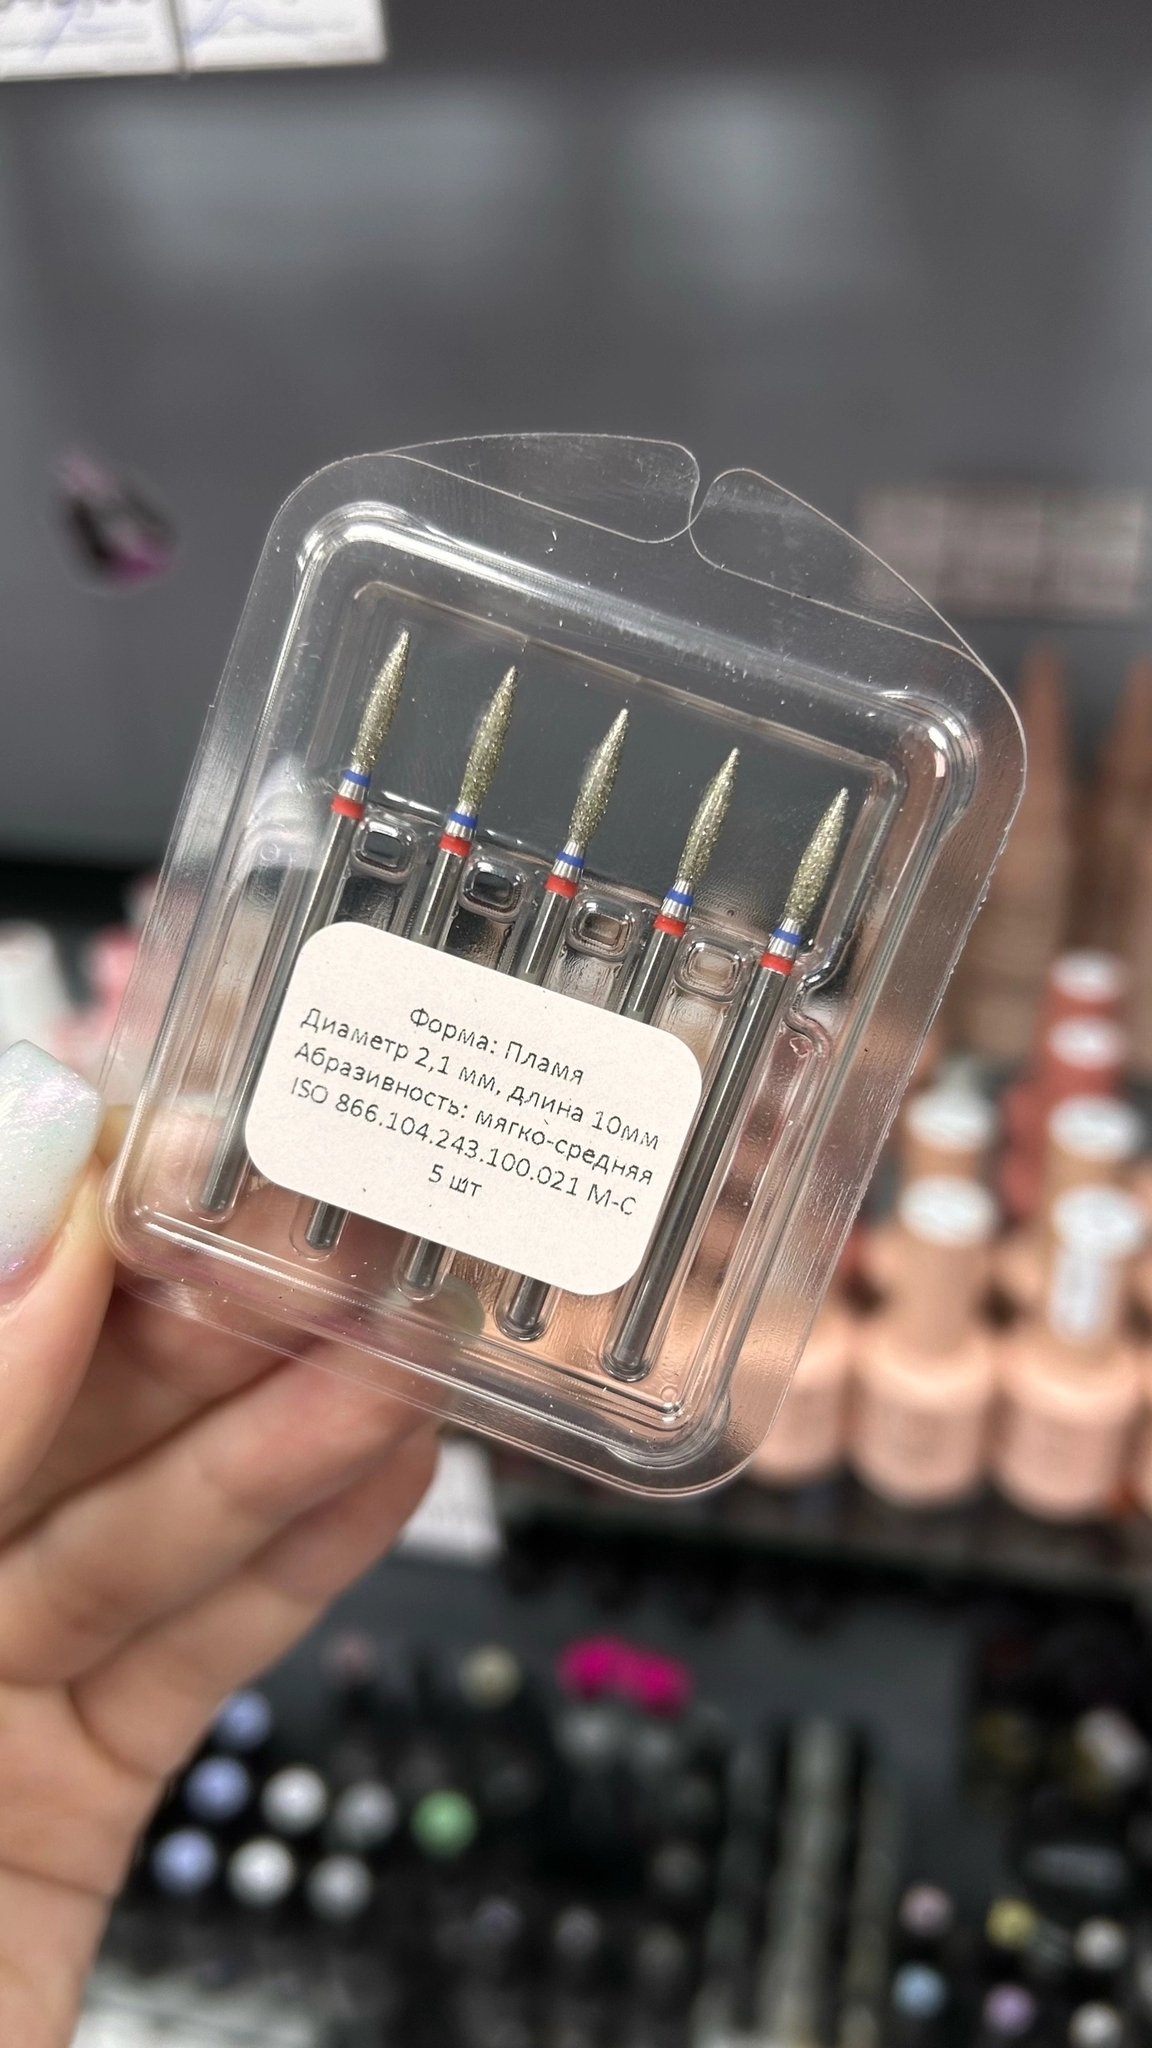 Форма: Пламя
Диаметр 2,1 мм, длина 10мм
Абразивность: мягко-средняя
ISO 866.104.243.100.021 М-С
5 шт